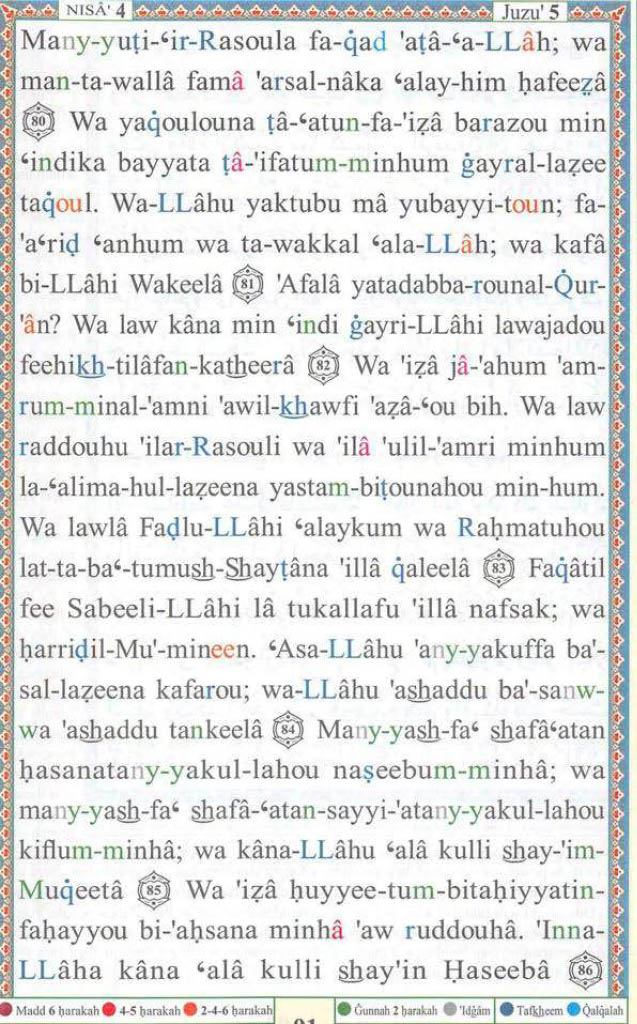 NISÂ' 4 Juzu' 5
Many-yuṭi-ʻir-Rasoula fa-q̇ad 'aṭâ-ʻa-LLâh; wa
man-ta-wallâ famâ 'arsal-nâka ʻalay-him ḥafeeẓâ
80 Wa yaq̇oulouna ṭâ-ʻatun-fa-'iẓâ barazou min
ʻindika bayyata ṭâ-'ifatum-minhum ġayral-laẓee
taq̇oul. Wa-LLâhu yaktubu mâ yubayyi-toun; fa-
'aʻriḍ ʻanhum wa ta-wakkal ʻala-LLâh; wa kafâ
bi-LLâhi Wakeelâ 81 'Afalâ yatadabba-rounal-Q̇ur-
'ân? Wa law kâna min ʻindi ġayri-LLâhi lawajadou
feehikh-tilâfan-katheerâ 82 Wa 'iẓâ jâ-'ahum 'am-
rum-minal-'amni 'awil-khawfi 'aẓâ-ʻou bih. Wa law
raddouhu 'ilar-Rasouli wa 'ilâ 'ulil-'amri minhum
la-ʻalima-hul-laẓeena yastam-biṭounahou min-hum.
Wa lawlâ Faḍlu-LLâhi ʻalaykum wa Raḥmatuhou
lat-ta-baʻ-tumush-Shayṭâna 'illâ q̇aleelâ 83 Faq̇âtil
fee Sabeeli-LLâhi lâ tukallafu 'illâ nafsak; wa
ḥarriḍil-Mu'-mineen. ʻAsa-LLâhu 'any-yakuffa ba'-
sal-laẓeena kafarou; wa-LLâhu 'ashaddu ba'-sanw-
wa 'ashaddu tankeelâ 84 Many-yash-faʻ shafâʻatan
ḥasanatany-yakul-lahou naṣeebum-minhâ; wa
many-yash-faʻ shafâ-ʻatan-sayyi-'atany-yakul-lahou
kiflum-minhâ; wa kâna-LLâhu ʻalâ kulli shay-'im-
Muq̇eetâ 85 Wa 'iẓâ ḥuyyee-tum-bitaḥiyyatin-
faḥayyou bi-'aḥsana minhâ 'aw ruddouhâ. 'Inna-
LLâha kâna ʻalâ kulli shay'in Ḥaseebâ 86
Madd 6 ḥarakah 4-5 ḥarakah 2-4-6 ḥarakah 91 Ġunnah 2 ḥarakah 'Idġâm Tafkheem Q̇alq̇alah